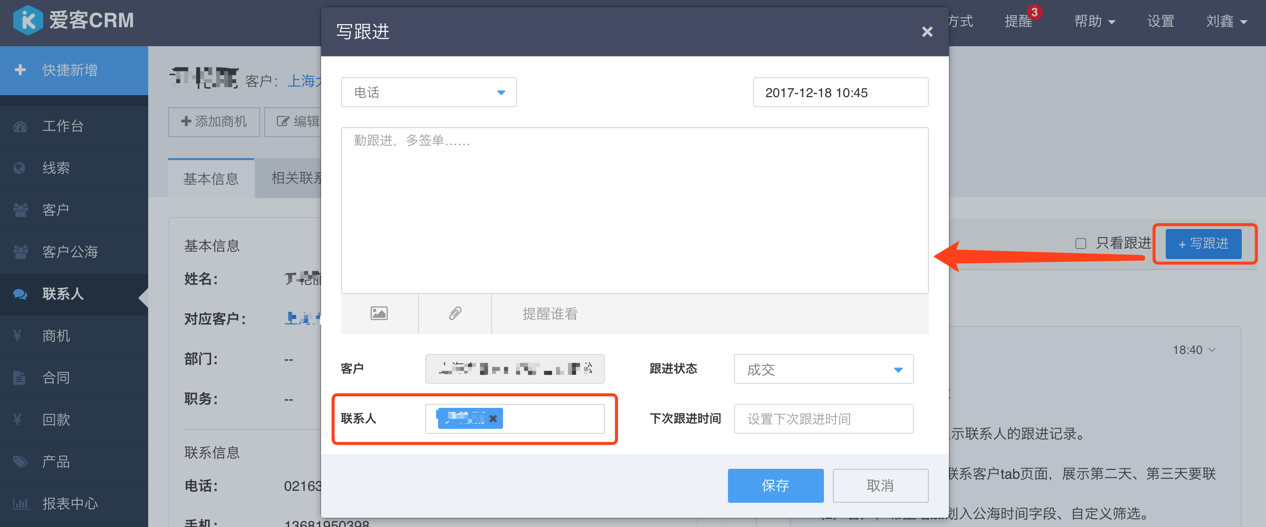 爱客CRM
方式
提醒
3
帮助
设置
刘鑫
快捷新增
工作台
线索
客户
客户公海
联系人
¥ 商机
合同
¥ 回款
产品
报表中心
客户: 上海
+ 添加商机
编辑
基本信息
相关联系
基本信息
姓名:
对应客户:
部门: --
职务: --
联系信息
电话: 02163
手机: 13681950398
写跟进
×
电话
2017-12-18 10:45
勤跟进，多签单……
提醒谁看
客户
跟进状态
成交
联系人
下次跟进时间
设置下次跟进时间
保存
取消
只看跟进
+ 写跟进
18:40
示联系人的跟进记录。
联系客户tab页面，展示第二天、第三天要联
划入公海时间字段、自定义筛选。